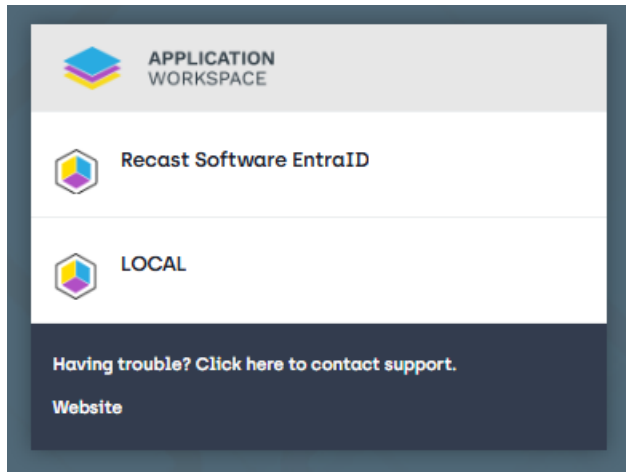 APPLICATION
WORKSPACE
Recast Software EntraID
LOCAL
Having trouble? Click here to contact support.
Website